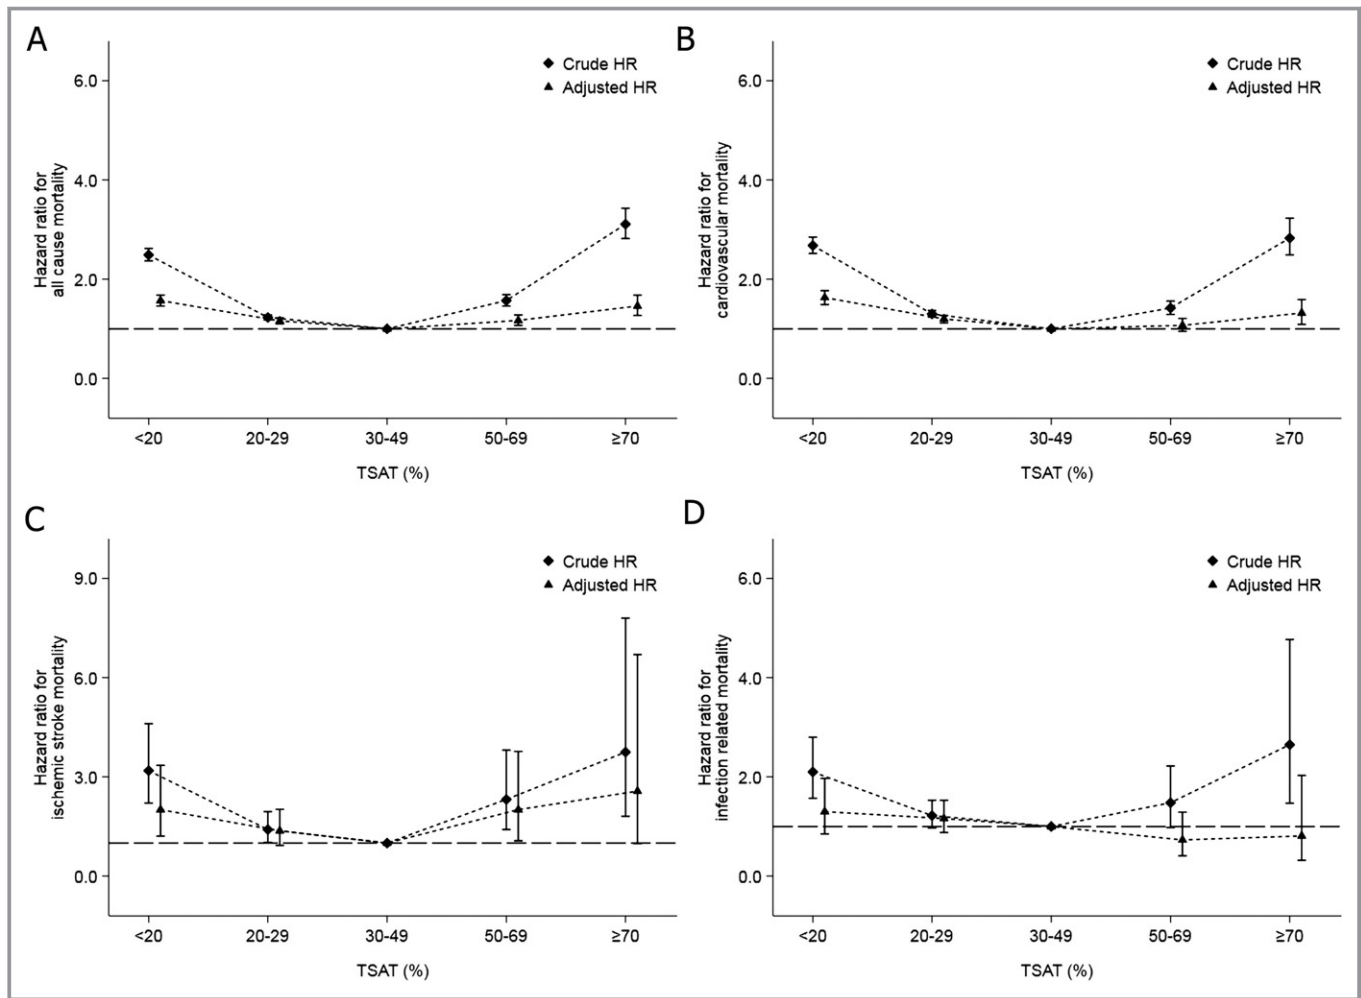 A
Crude HR
Adjusted HR
Hazard ratio for
all cause mortality
6.0
4.0
2.0
0.0
<20
20-29
30-49
50-69
≥70
TSAT (%)
B
Crude HR
Adjusted HR
Hazard ratio for
cardiovascular mortality
6.0
4.0
2.0
0.0
<20
20-29
30-49
50-69
≥70
TSAT (%)
C
Crude HR
Adjusted HR
Hazard ratio for
ischemic stroke mortality
9.0
6.0
3.0
0.0
<20
20-29
30-49
50-69
≥70
TSAT (%)
D
Crude HR
Adjusted HR
Hazard ratio for
infection related mortality
6.0
4.0
2.0
0.0
<20
20-29
30-49
50-69
≥70
TSAT (%)